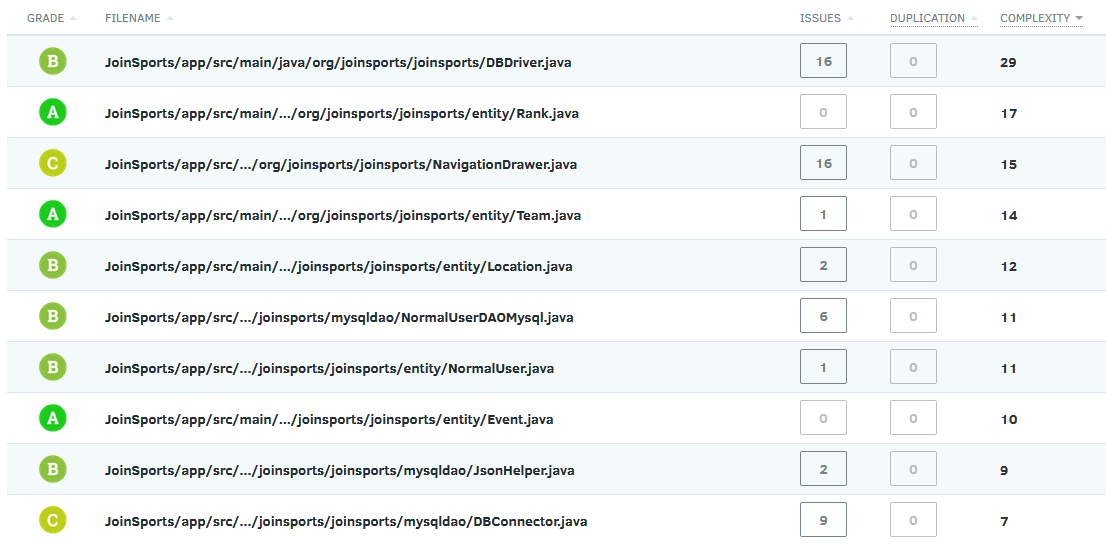 GRADE FILENAME ISSUES DUPLICATION COMPLEXITY
B JoinSports/app/src/main/java/org/joinsports/joinsports/DBDriver.java 16 0 29
A JoinSports/app/src/main/.../org/joinsports/joinsports/entity/Rank.java 0 0 17
C JoinSports/app/src/.../org/joinsports/joinsports/NavigationDrawer.java 16 0 15
A JoinSports/app/src/main/.../org/joinsports/joinsports/entity/Team.java 1 0 14
B JoinSports/app/src/main/.../joinsports/joinsports/entity/Location.java 2 0 12
B JoinSports/app/src/.../joinsports/mysqldao/NormalUserDAOMysql.java 6 0 11
B JoinSports/app/src/.../joinsports/joinsports/entity/NormalUser.java 1 0 11
A JoinSports/app/src/main/.../joinsports/joinsports/entity/Event.java 0 0 10
B JoinSports/app/src/.../joinsports/joinsports/mysqldao/JsonHelper.java 2 0 9
C JoinSports/app/src/.../joinsports/joinsports/mysqldao/DBConnector.java 9 0 7